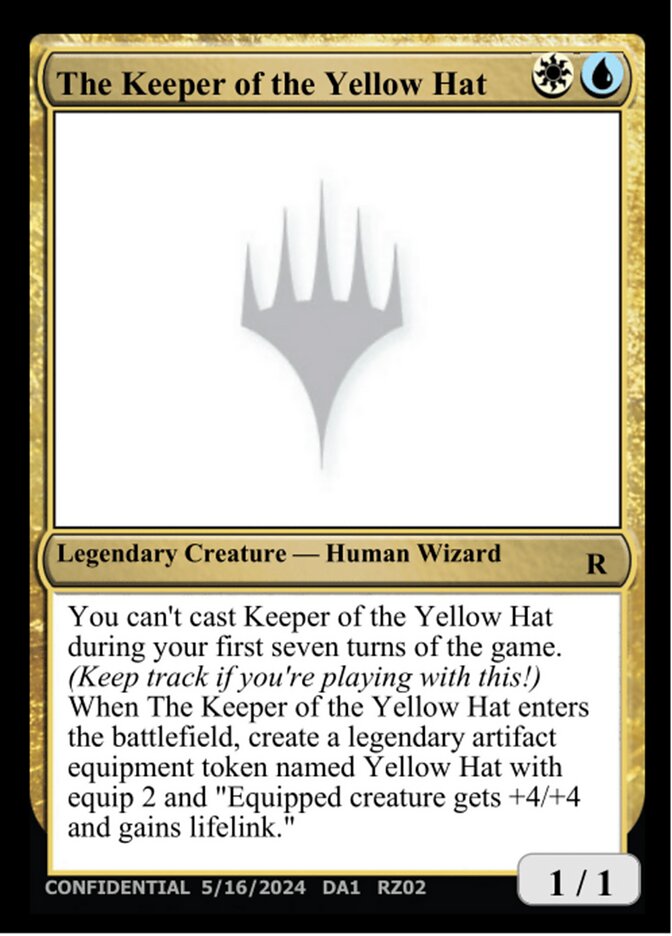 The Keeper of the Yellow Hat
Legendary Creature — Human Wizard
R
You can't cast Keeper of the Yellow Hat
during your first seven turns of the game.
(Keep track if you're playing with this!)
When The Keeper of the Yellow Hat enters
the battlefield, create a legendary artifact
equipment token named Yellow Hat with
equip 2 and "Equipped creature gets +4/+4
and gains lifelink."
CONFIDENTIAL 5/16/2024 DA1 RZ02
1 / 1